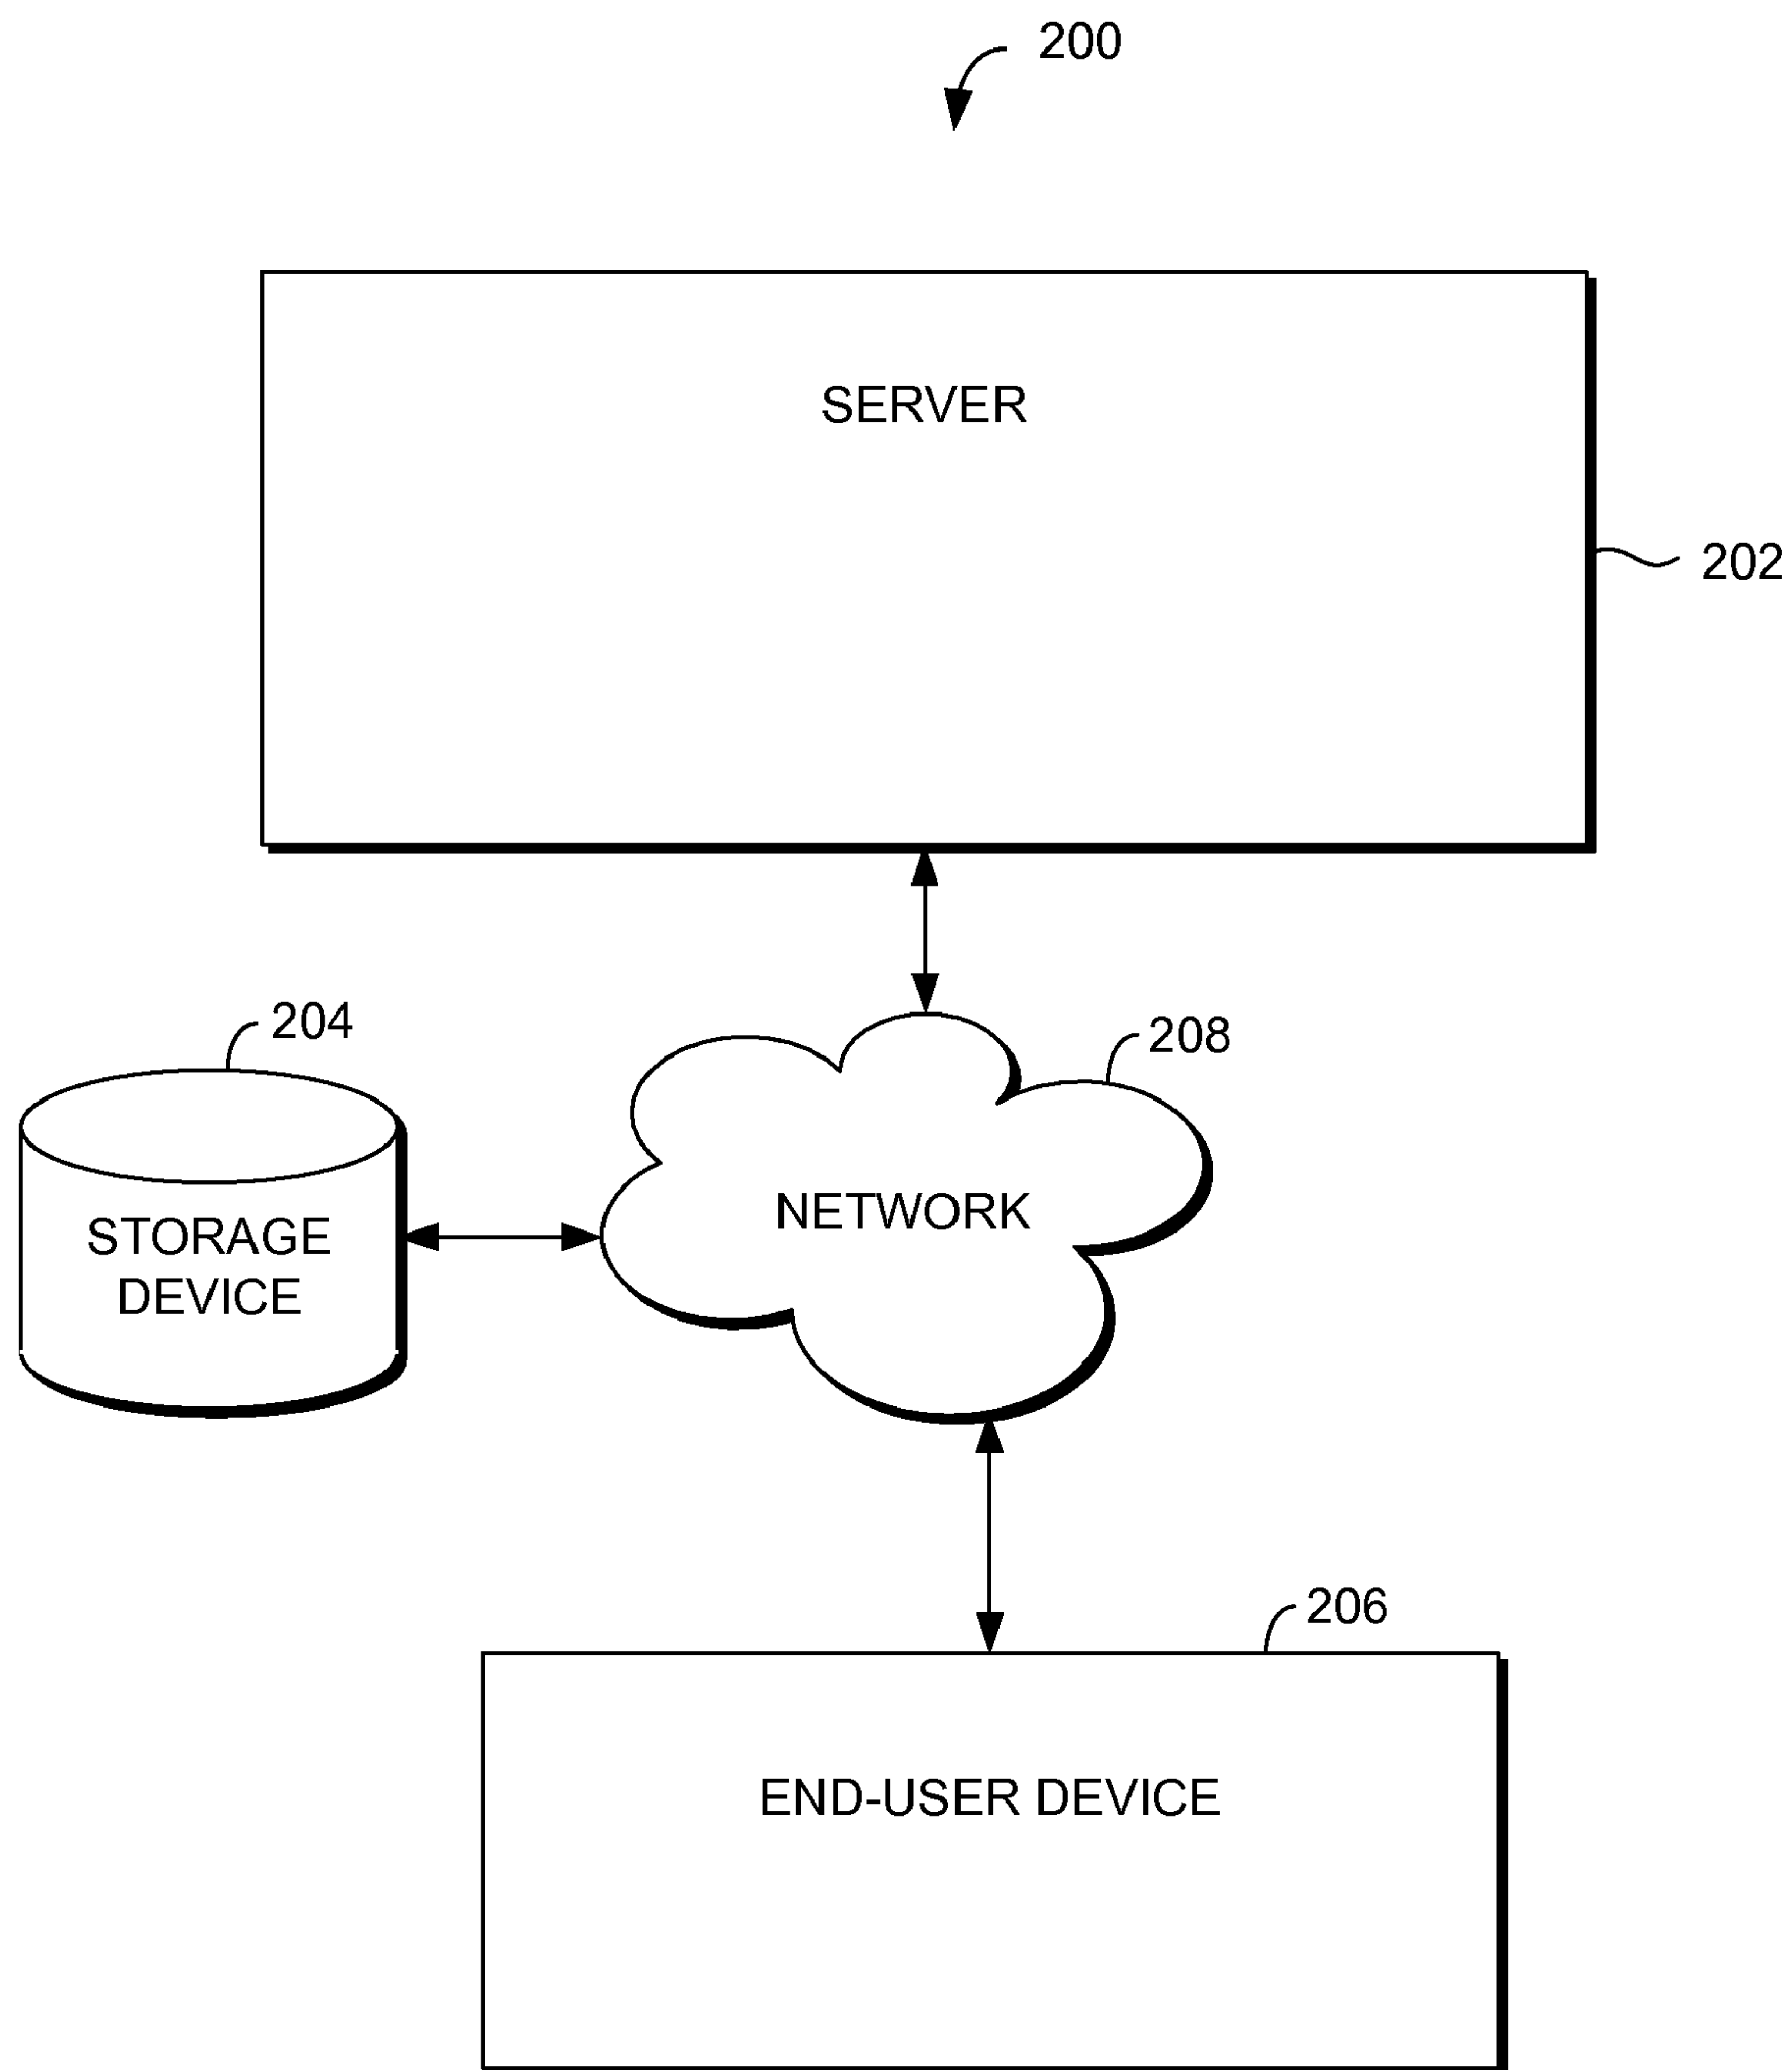 200
SERVER
202
204
208
STORAGE
DEVICE
NETWORK
206
END-USER DEVICE